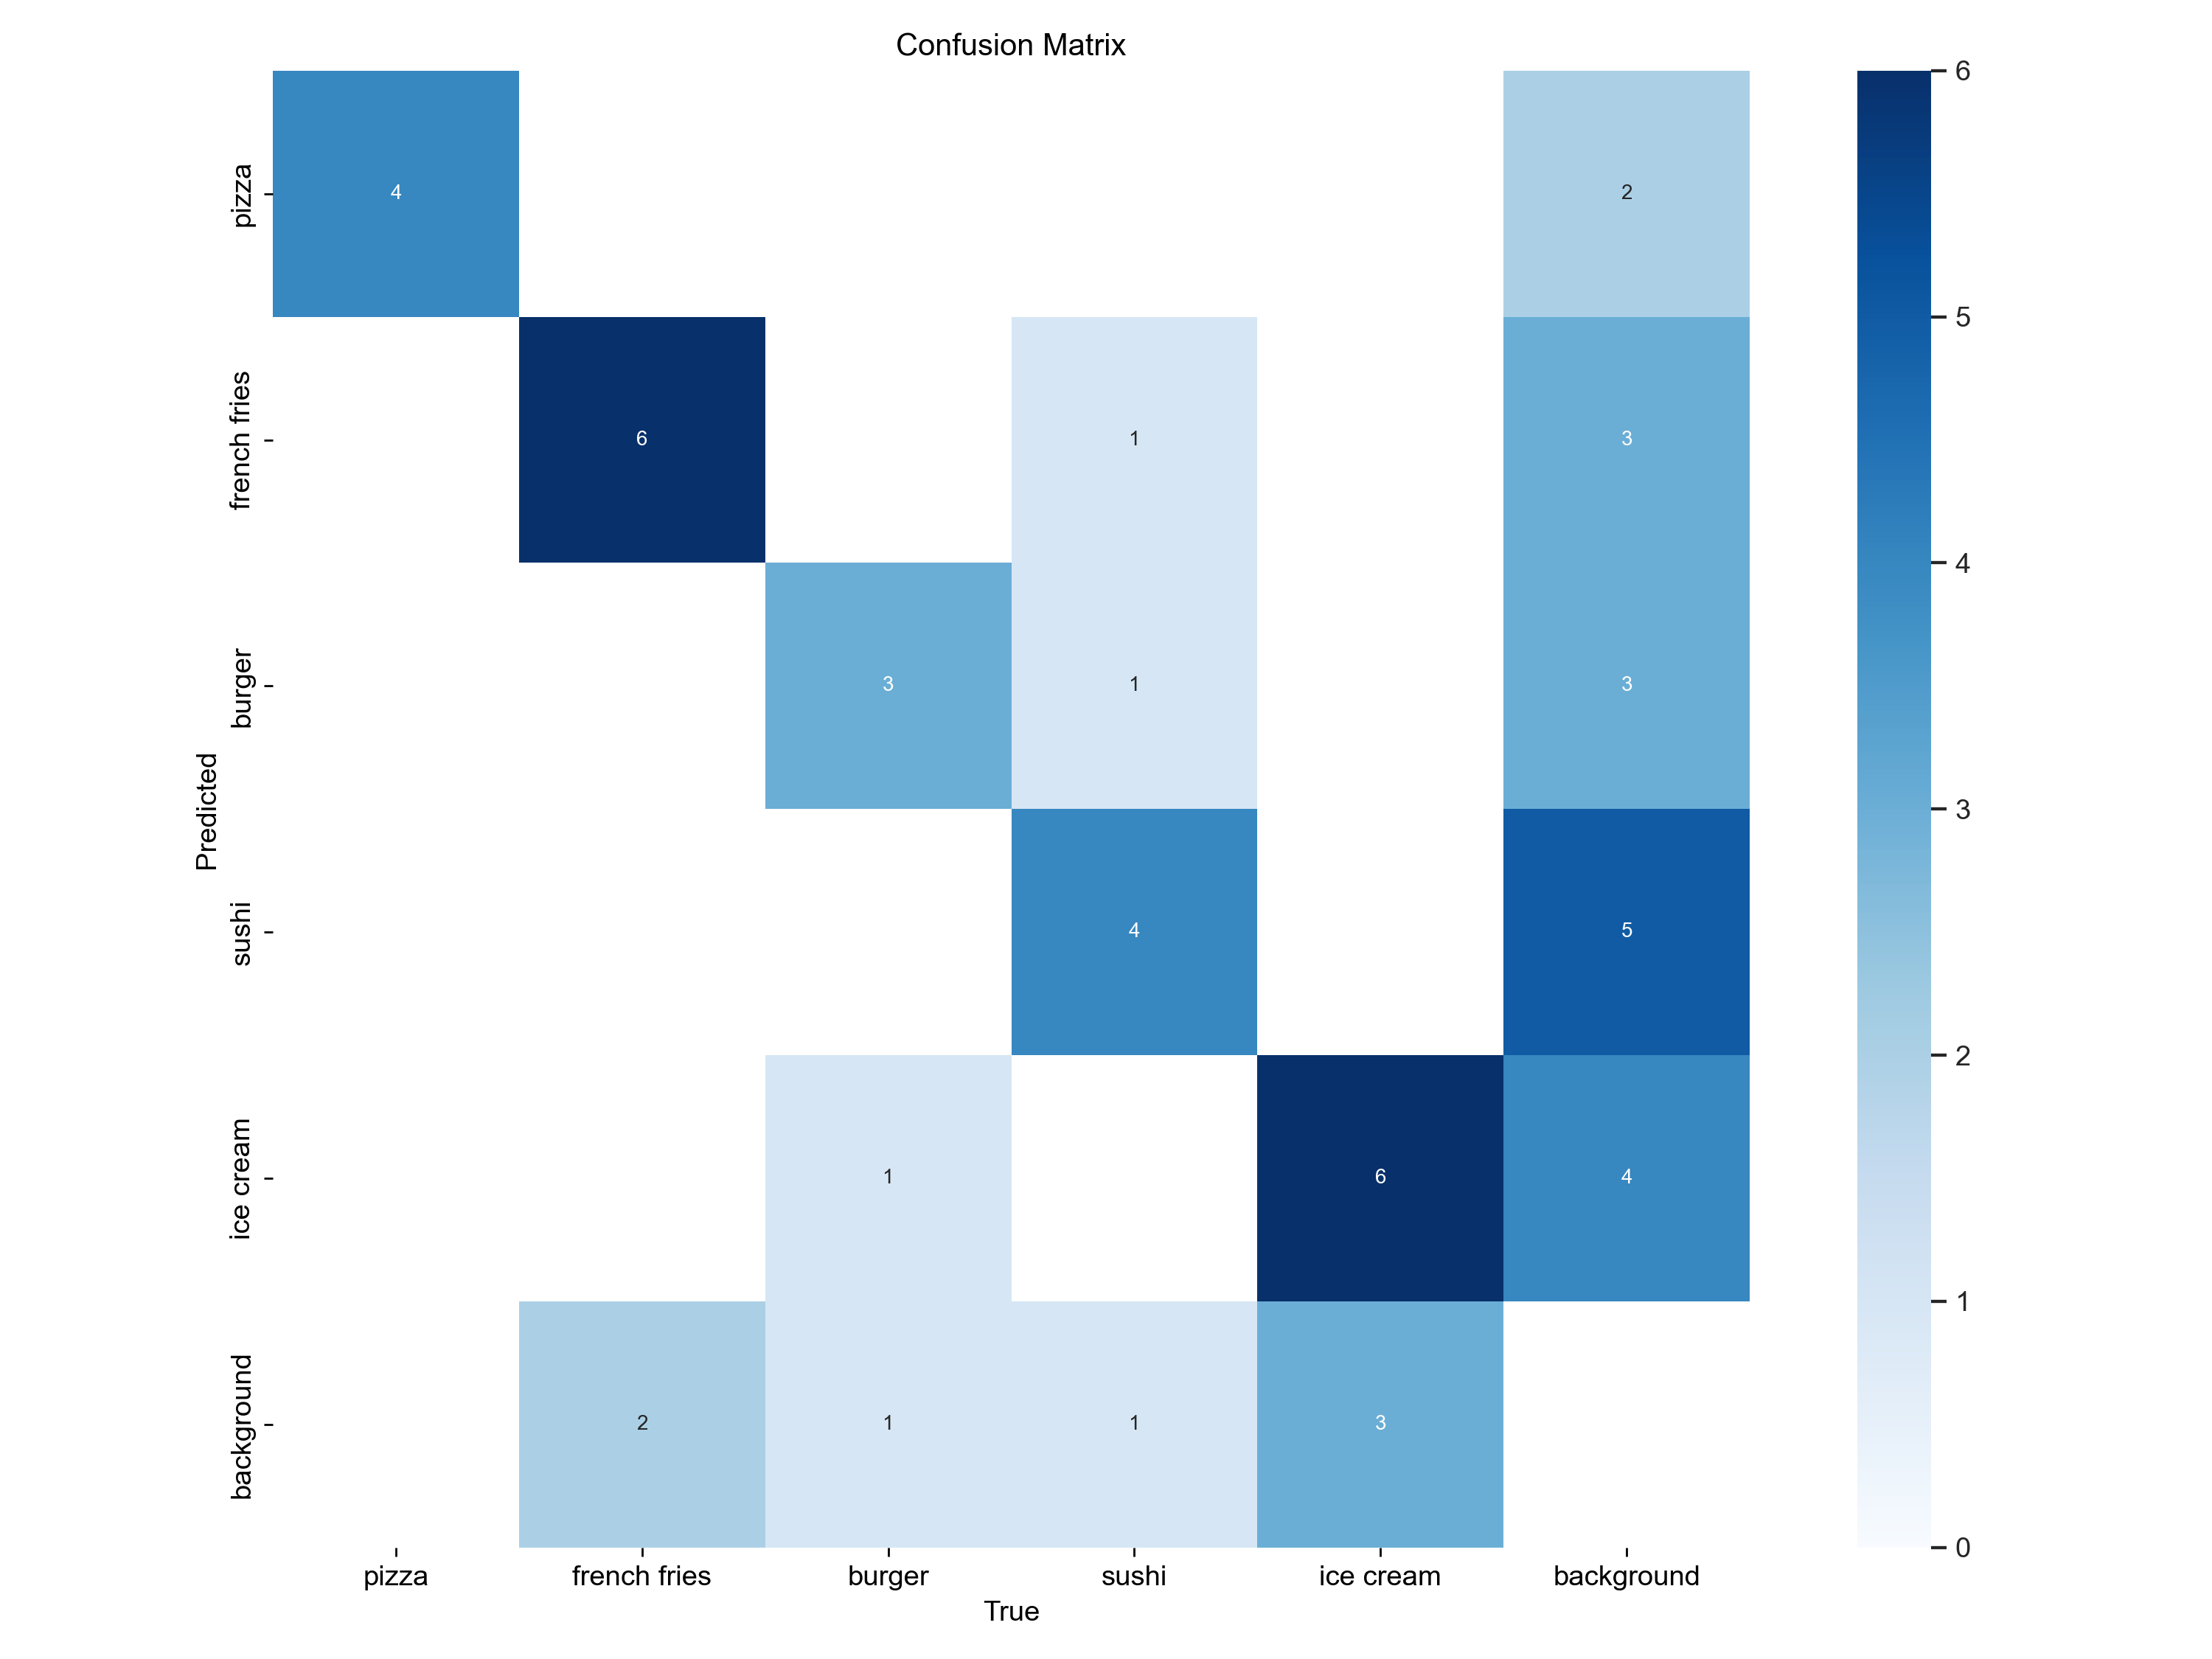 Confusion Matrix
pizza
4
2
french fries
6
1
3
burger
3
1
3
Predicted
sushi
4
5
ice cream
1
6
4
background
2
1
1
3
pizza french fries burger sushi ice cream background
True
6
5
4
3
2
1
0